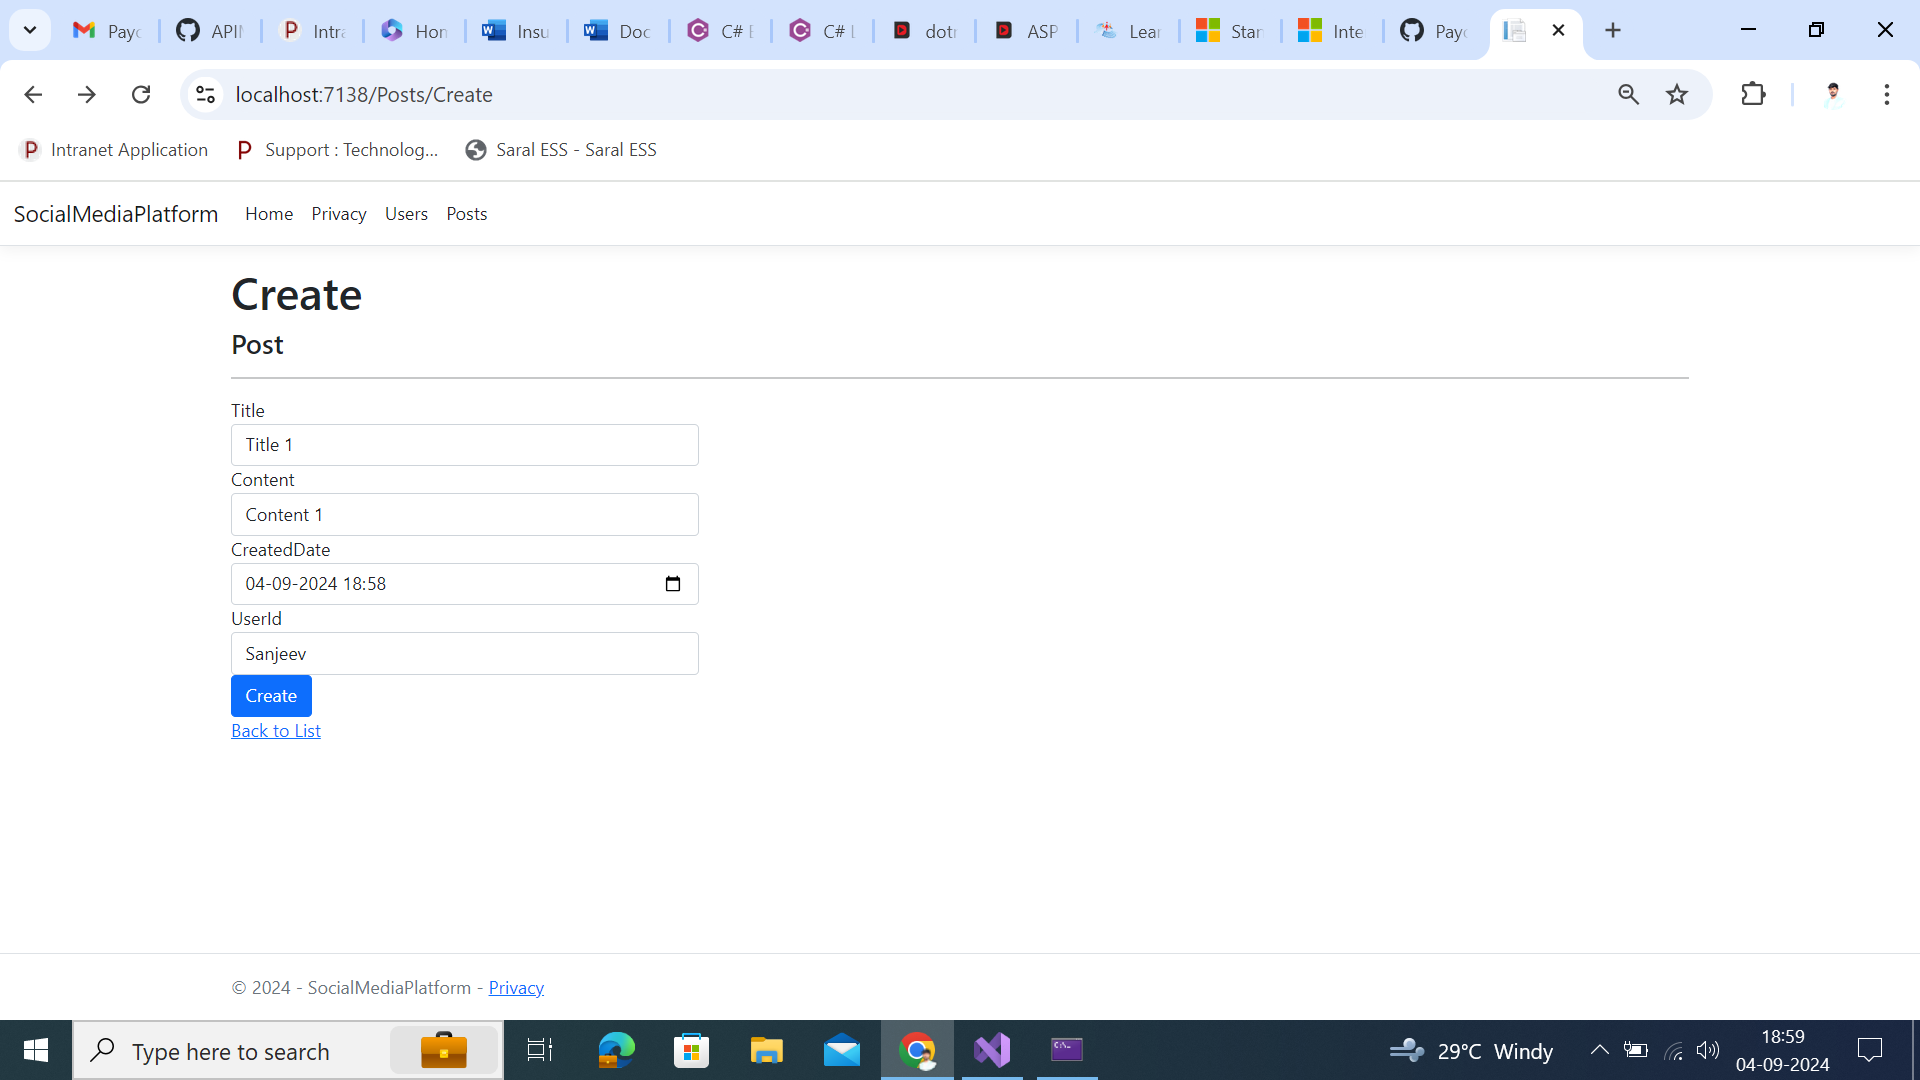 Payc
APIN
Intra
Hom
Insu
Doc
C# E
C# L
dotn
ASP
Lear
Star
Inte
Payc
localhost:7138/Posts/Create
Intranet Application
Support : Technolog...
Saral ESS - Saral ESS
SocialMediaPlatform Home Privacy Users Posts
Create
Post
Title
Title 1
Content
Content 1
CreatedDate
04-09-2024 18:58
UserId
Sanjeev
Create
Back to List
© 2024 - SocialMediaPlatform - Privacy
Type here to search
29°C Windy
18:59
04-09-2024